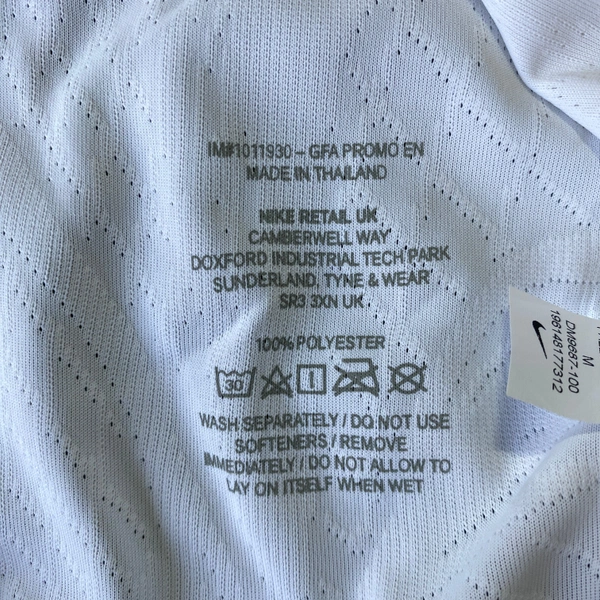 IM#1011930 – GFA PROMO EN
MADE IN THAILAND
NIKE RETAIL UK
CAMBERWELL WAY
DOXFORD INDUSTRIAL TECH PARK
SUNDERLAND, TYNE & WEAR
SR3 3XN UK
100% POLYESTER
30
WASH SEPARATELY / DO NOT USE
SOFTENERS / REMOVE
IMMEDIATELY / DO NOT ALLOW TO
LAY ON ITSELF WHEN WET
M
DM9687-100
196148177312